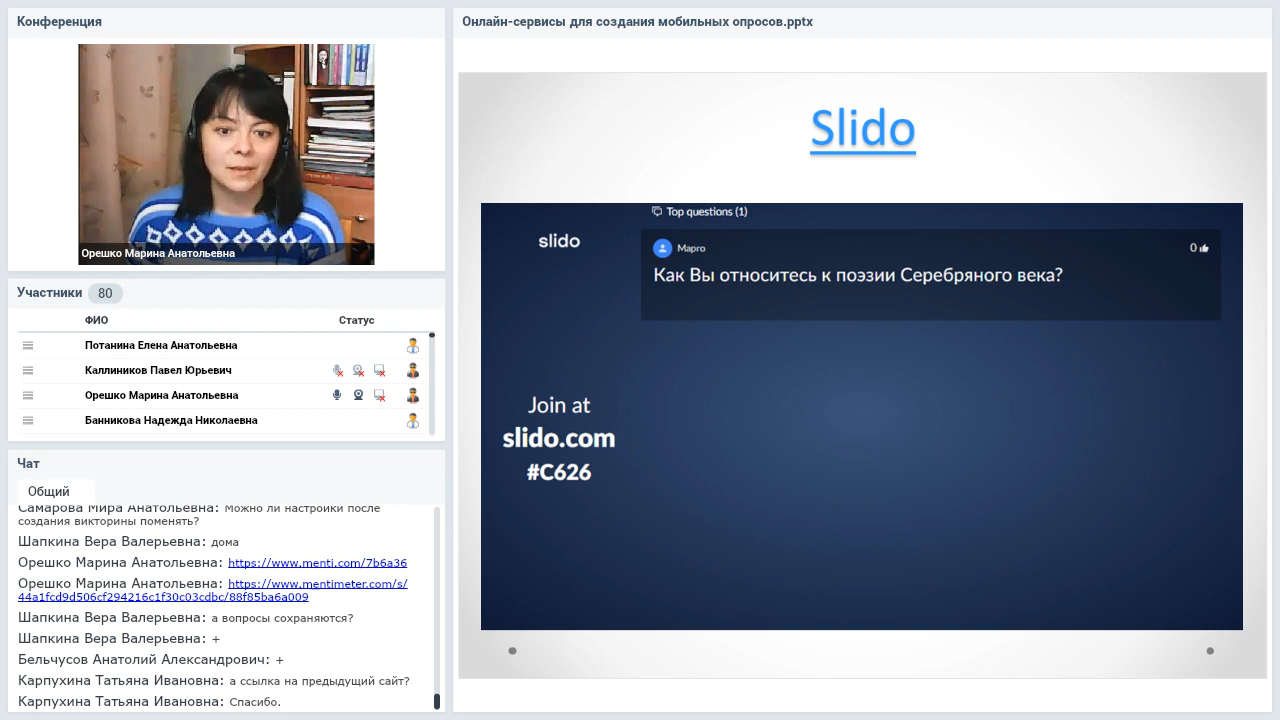 Конференция
Орешко Марина Анатольевна
Участники 80
ФИО Статус
Потанина Елена Анатольевна
Каллиников Павел Юрьевич
Орешко Марина Анатольевна
Банникова Надежда Николаевна
Чат
Общий
Самарова Мира Анатольевна: Можно ли настройки после
создания викторины поменять?
Шапкина Вера Валерьевна: дома
Орешко Марина Анатольевна: https://www.menti.com/7b6a36
Орешко Марина Анатольевна: https://www.mentimeter.com/s/
44a1fcd9d506cf294216c1f30c03cdbc/88f85ba6a009
Шапкина Вера Валерьевна: а вопросы сохраняются?
Шапкина Вера Валерьевна: +
Бельчусов Анатолий Александрович: +
Карпухина Татьяна Ивановна: а ссылка на предыдущий сайт?
Карпухина Татьяна Ивановна: Спасибо.
Онлайн-сервисы для создания мобильных опросов.pptx
Slido
Top questions (1)
slido
Марго 0
Как Вы относитесь к поэзии Серебряного века?
Join at
slido.com
#C626